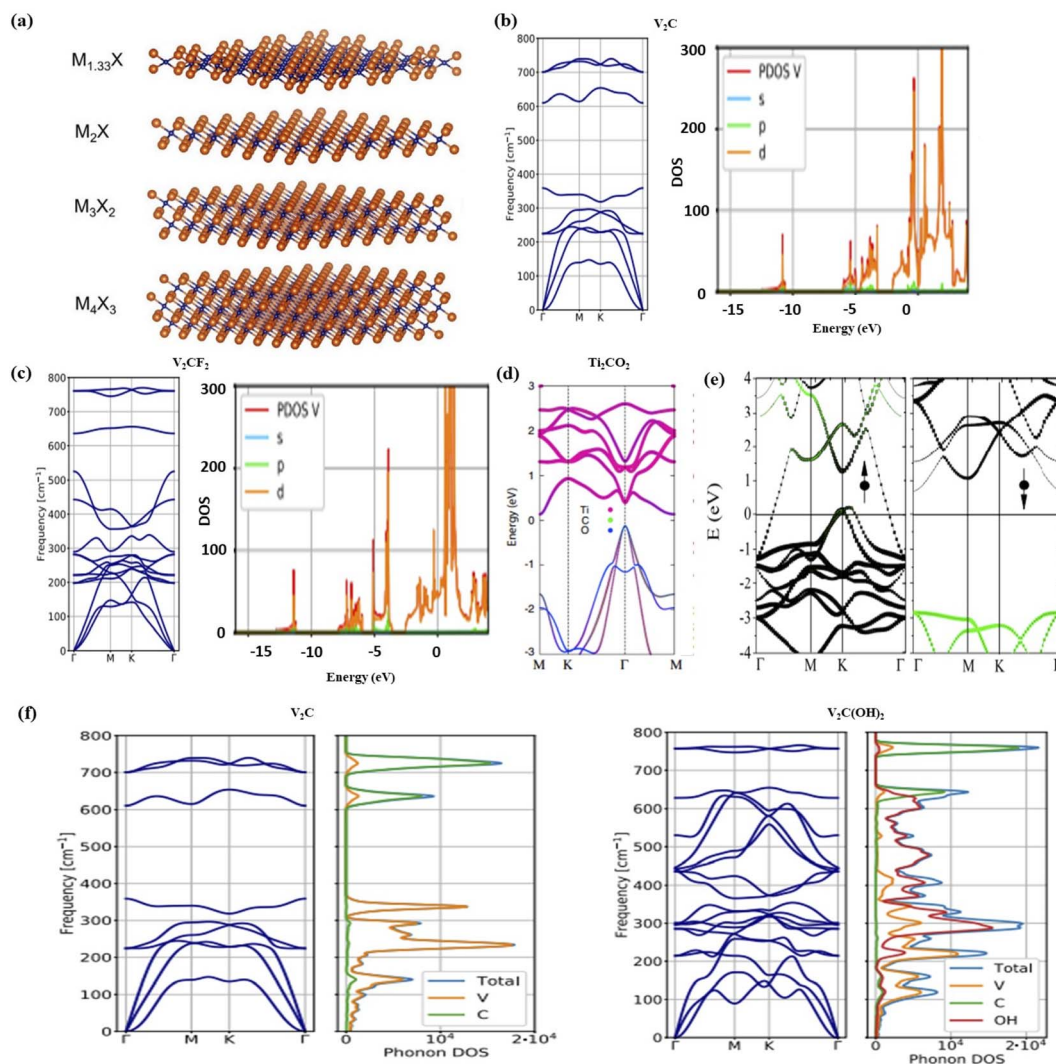 (a)
M₁.₃₃X
M₂X
M₃X₂
M₄X₃
(b)
V₂C
Frequency [cm⁻¹]
800
700
600
500
400
300
200
100
0
Γ M K Γ
DOS
300
200
100
0
PDOS V
s
p
d
-15 -10 -5 0
Energy (eV)
(c)
V₂CF₂
Frequency [cm⁻¹]
800
700
600
500
400
300
200
100
0
Γ M K Γ
DOS
300
200
100
0
PDOS V
s
p
d
-15 -10 -5 0
Energy (eV)
(d)
Ti₂CO₂
Energy (eV)
3
2
1
0
-1
-2
-3
Ti
C
O
M K Γ M
(e)
E (eV)
4
3
2
1
0
-1
-2
-3
-4
Γ M K Γ
Γ M K
(f)
V₂C
Frequency [cm⁻¹]
800
700
600
500
400
300
200
100
0
Γ M K Γ
Total
V
C
0 10⁴ 2·10⁴
Phonon DOS
V₂C(OH)₂
Frequency [cm⁻¹]
800
700
600
500
400
300
200
100
0
Γ M K Γ
Total
V
C
OH
0 10⁴ 2·10⁴
Phonon DOS